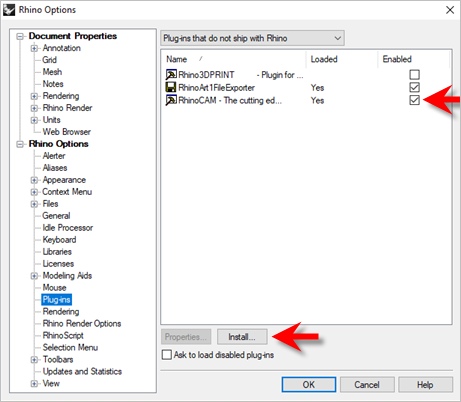 Rhino Options
Document Properties
Annotation
Grid
Mesh
Notes
Rendering
Rhino Render
Units
Web Browser
Rhino Options
Alerter
Aliases
Appearance
Context Menu
Files
General
Idle Processor
Keyboard
Libraries
Licenses
Modeling Aids
Mouse
Plug-ins
Rendering
Rhino Render Options
RhinoScript
Selection Menu
Toolbars
Updates and Statistics
View
Plug-ins that do not ship with Rhino
Name Loaded Enabled
Rhino3DPRINT - Plugin for ...
RhinoArt1FileExporter Yes
RhinoCAM - The cutting ed... Yes
Properties... Install...
Ask to load disabled plug-ins
OK Cancel Help